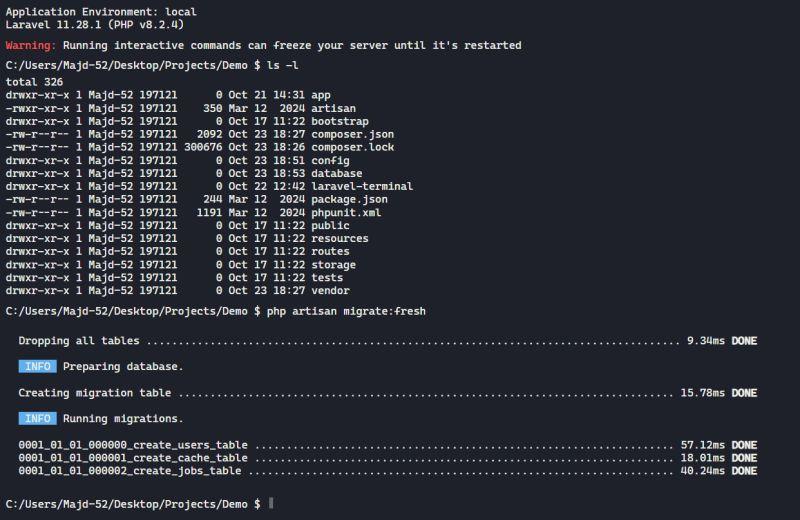 Application Environment: local
Laravel 11.28.1 (PHP v8.2.4)
Warning: Running interactive commands can freeze your server until it's restarted
C:/Users/Majd-52/Desktop/Projects/Demo $ ls -l
total 326
drwxr-xr-x 1 Majd-52 197121      0 Oct 21 14:31 app
-rwxr-xr-x 1 Majd-52 197121    350 Mar 12  2024 artisan
drwxr-xr-x 1 Majd-52 197121      0 Oct 17 11:22 bootstrap
-rw-r--r-- 1 Majd-52 197121   2092 Oct 23 18:27 composer.json
-rw-r--r-- 1 Majd-52 197121 300676 Oct 23 18:26 composer.lock
drwxr-xr-x 1 Majd-52 197121      0 Oct 23 18:51 config
drwxr-xr-x 1 Majd-52 197121      0 Oct 23 18:53 database
drwxr-xr-x 1 Majd-52 197121      0 Oct 22 12:42 laravel-terminal
-rw-r--r-- 1 Majd-52 197121    244 Mar 12  2024 package.json
-rw-r--r-- 1 Majd-52 197121   1191 Mar 12  2024 phpunit.xml
drwxr-xr-x 1 Majd-52 197121      0 Oct 17 11:22 public
drwxr-xr-x 1 Majd-52 197121      0 Oct 17 11:22 resources
drwxr-xr-x 1 Majd-52 197121      0 Oct 17 11:22 routes
drwxr-xr-x 1 Majd-52 197121      0 Oct 17 11:22 storage
drwxr-xr-x 1 Majd-52 197121      0 Oct 17 11:22 tests
drwxr-xr-x 1 Majd-52 197121      0 Oct 23 18:27 vendor
C:/Users/Majd-52/Desktop/Projects/Demo $ php artisan migrate:fresh
Dropping all tables .................................................................................... 9.34ms DONE
INFO Preparing database.
Creating migration table .............................................................................. 15.78ms DONE
INFO Running migrations.
0001_01_01_000000_create_users_table .................................................................. 57.12ms DONE
0001_01_01_000001_create_cache_table .................................................................. 18.01ms DONE
0001_01_01_000002_create_jobs_table ................................................................... 40.24ms DONE
C:/Users/Majd-52/Desktop/Projects/Demo $